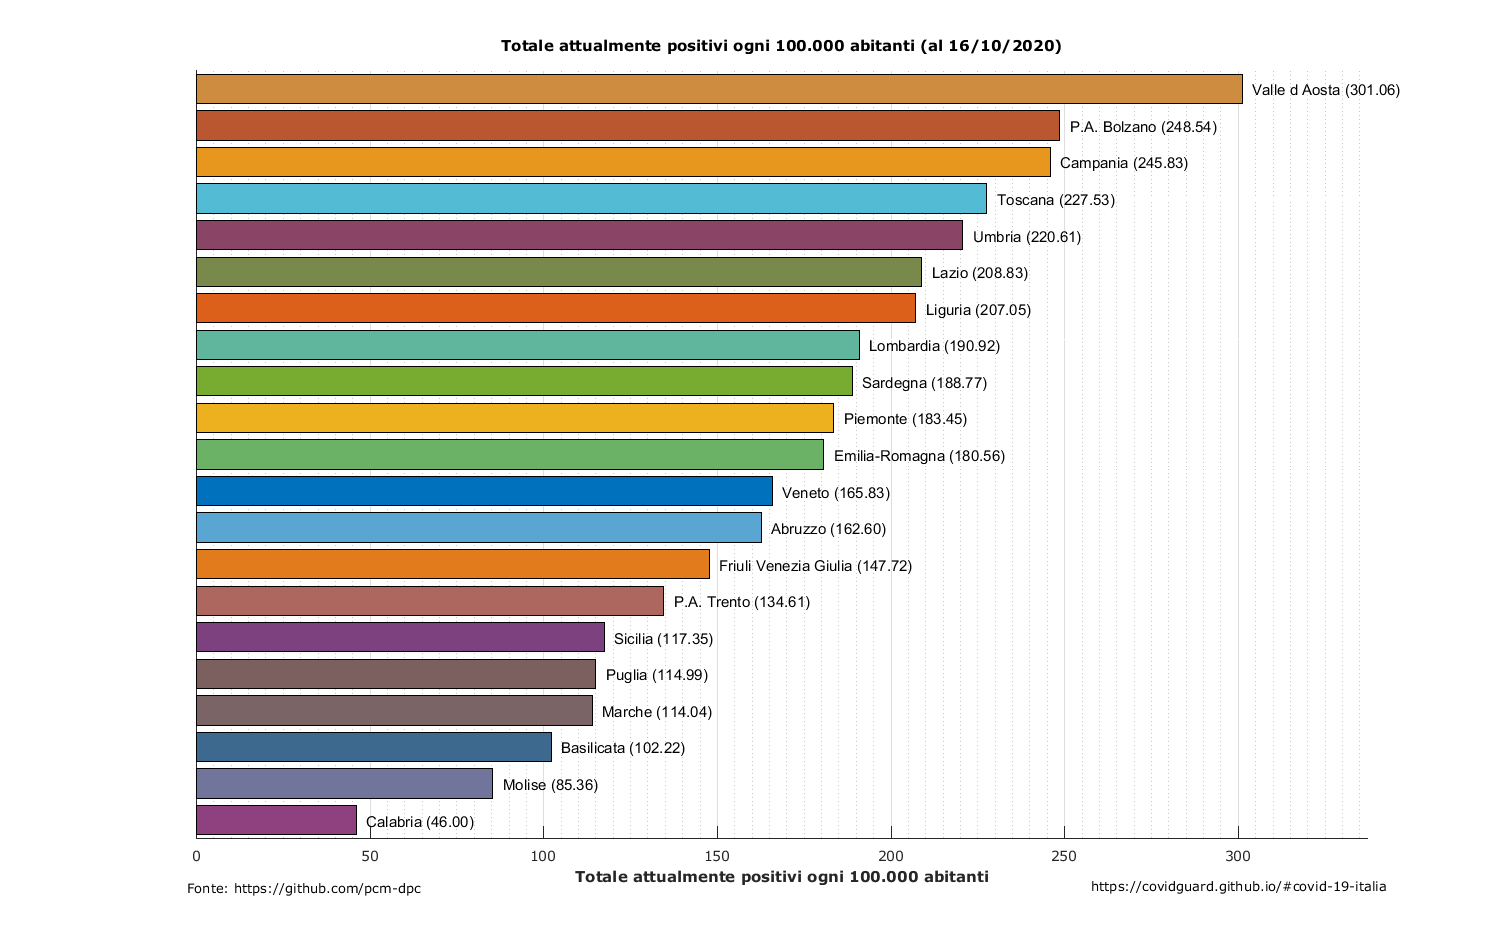 Totale attualmente positivi ogni 100.000 abitanti (al 16/10/2020)
Valle d Aosta (301.06)
P.A. Bolzano (248.54)
Campania (245.83)
Toscana (227.53)
Umbria (220.61)
Lazio (208.83)
Liguria (207.05)
Lombardia (190.92)
Sardegna (188.77)
Piemonte (183.45)
Emilia-Romagna (180.56)
Veneto (165.83)
Abruzzo (162.60)
Friuli Venezia Giulia (147.72)
P.A. Trento (134.61)
Sicilia (117.35)
Puglia (114.99)
Marche (114.04)
Basilicata (102.22)
Molise (85.36)
Calabria (46.00)
0 50 100 150 200 250 300
Totale attualmente positivi ogni 100.000 abitanti
Fonte: https://github.com/pcm-dpc
https://covidguard.github.io/#covid-19-italia